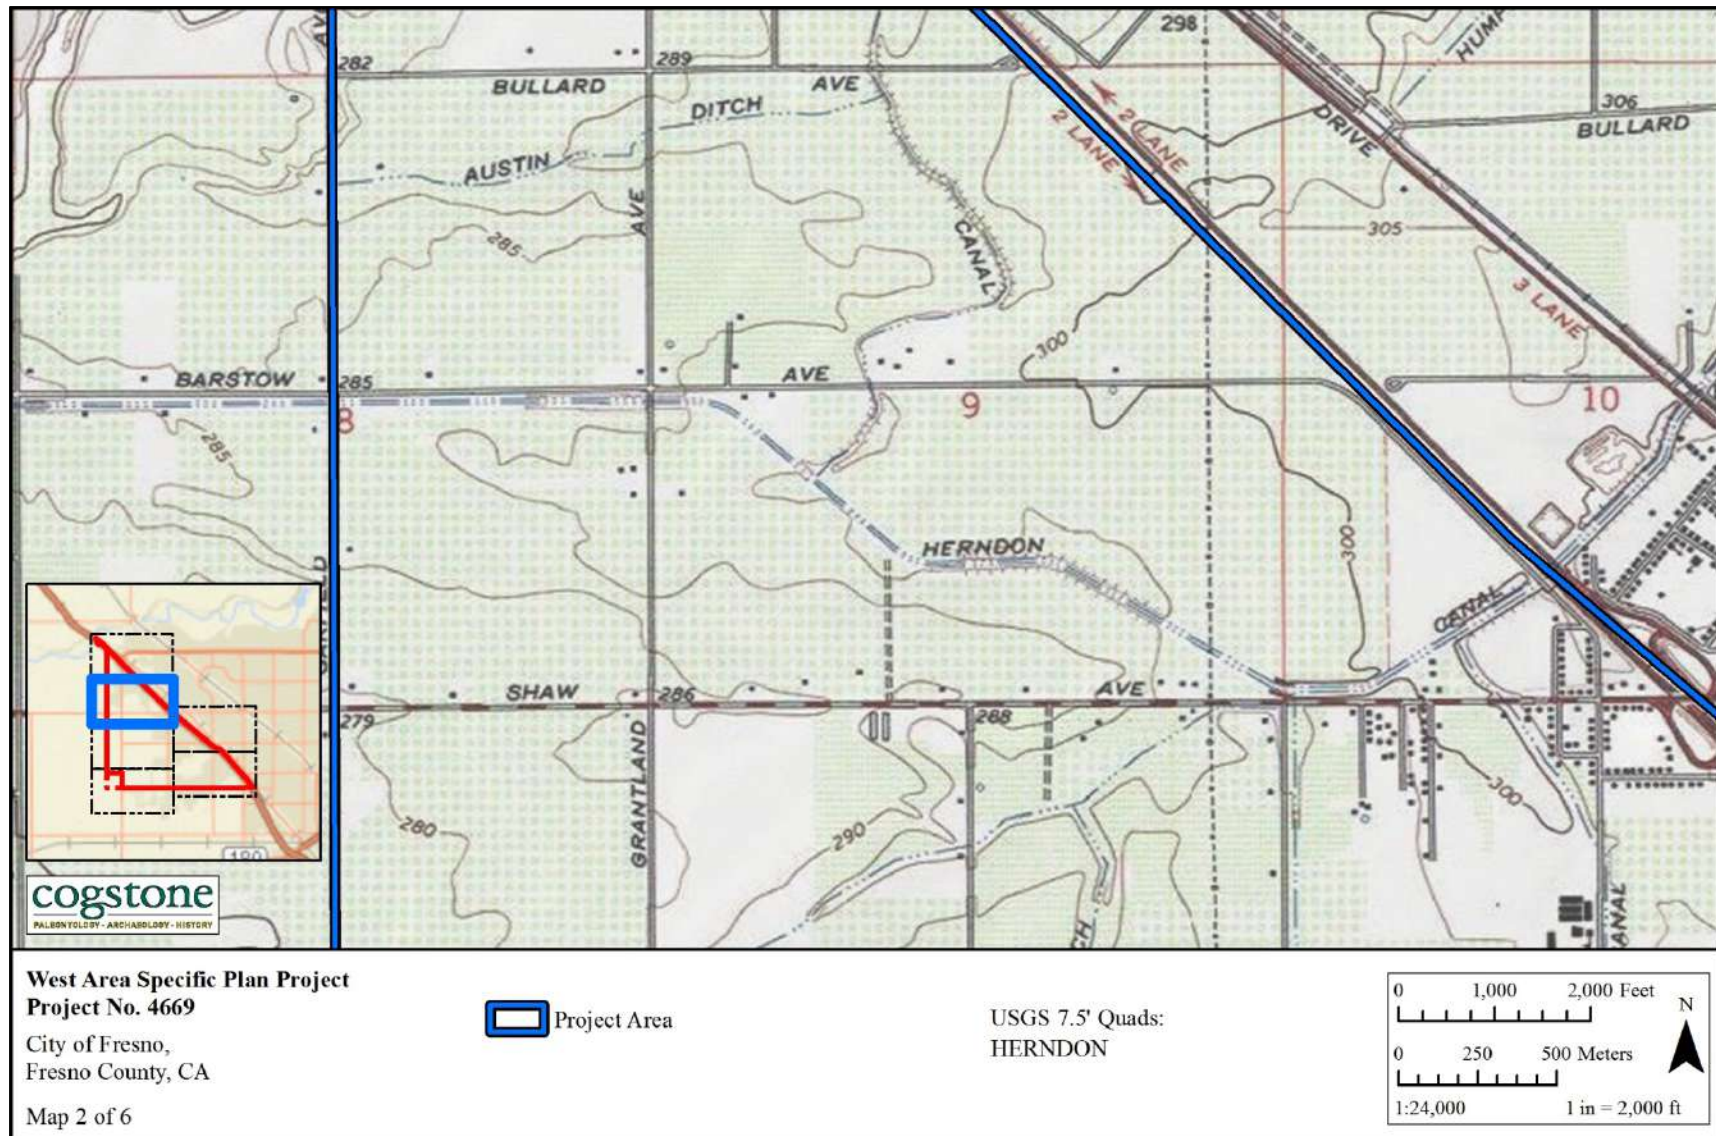 AV
282
289
298
HUMP
BULLARD
AVE
DITCH
306
BULLARD
DRIVE
2 LANE
2 LANE
AUSTIN
AVE
CANAL
285
305
3 LANE
300
BARSTOW
285
AVE
8
9
10
285
HERNDON
300
CANAL
SHAW
286
AVE
279
288
GRANTLAND
280
290
300
CH
ANAL
180
cogstone
PALEONTOLOGY - ARCHAEOLOGY - HISTORY
West Area Specific Plan Project
Project No. 4669
City of Fresno,
Fresno County, CA
Map 2 of 6
Project Area
USGS 7.5' Quads:
HERNDON
0 1,000 2,000 Feet
N
0 250 500 Meters
1:24,000 1 in = 2,000 ft